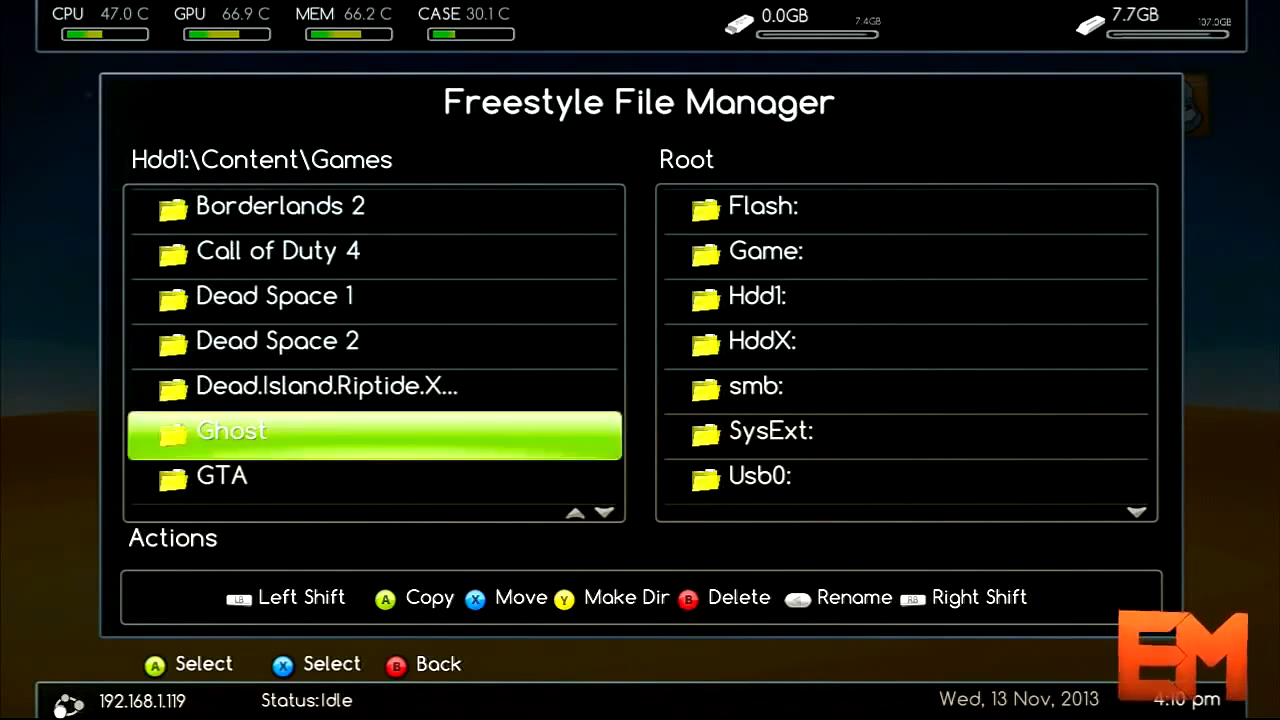 CPU 47.0 C GPU 66.9 C MEM 66.2 C CASE 30.1 C 0.0GB 7.4GB 7.7GB 107.0GB
Freestyle File Manager
Hdd1:\Content\Games Root
Borderlands 2 Flash:
Call of Duty 4 Game:
Dead Space 1 Hdd1:
Dead Space 2 HddX:
Dead.Island.Riptide.X... smb:
Ghost SysExt:
GTA Usb0:
Actions
LB Left Shift A Copy X Move Y Make Dir B Delete Rename RB Right Shift
A Select X Select B Back
EM
192.168.1.119 Status:Idle Wed, 13 Nov, 2013 4:10 pm